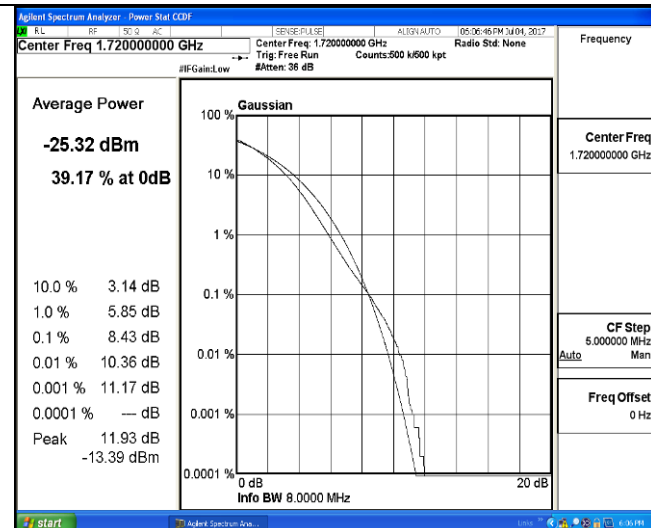 Agilent Spectrum Analyzer - Power Stat CCDF
RL RF 50 Ω AC SENSE:PULSE ALIGN AUTO 05:06:46 PM Jul 04, 2017
Center Freq 1.720000000 GHz
Center Freq: 1.720000000 GHz Radio Std: None
Trig: Free Run Counts:500 k/500 kpt
#IFGain:Low #Atten: 36 dB
Frequency
Average Power
-25.32 dBm
39.17 % at 0dB
10.0 % 3.14 dB
1.0 % 5.85 dB
0.1 % 8.43 dB
0.01 % 10.36 dB
0.001 % 11.17 dB
0.0001 % --- dB
Peak 11.93 dB
-13.39 dBm
Gaussian
100 %
10 %
1 %
0.1 %
0.01 %
0.001 %
0.0001 %
0 dB 20 dB
Info BW 8.0000 MHz
Center Freq
1.720000000 GHz
CF Step
5.000000 MHz
Auto Man
Freq Offset
0 Hz
start Agilent Spectrum Ana... Links » 6:06 PM